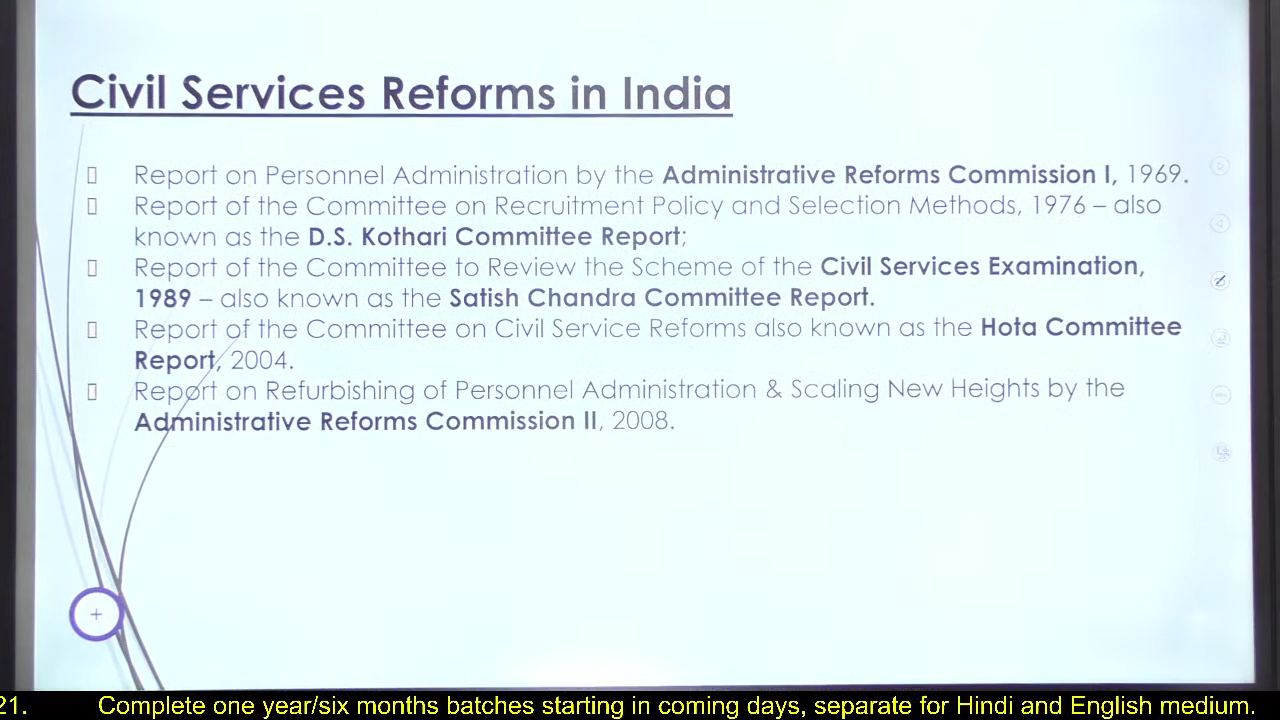 Civil Services Reforms in India
Report on Personnel Administration by the Administrative Reforms Commission I, 1969.
Report of the Committee on Recruitment Policy and Selection Methods, 1976 – also
known as the D.S. Kothari Committee Report;
Report of the Committee to Review the Scheme of the Civil Services Examination,
1989 – also known as the Satish Chandra Committee Report.
Report of the Committee on Civil Service Reforms also known as the Hota Committee
Report, 2004.
Report on Refurbishing of Personnel Administration & Scaling New Heights by the
Administrative Reforms Commission II, 2008.
+
21. Complete one year/six months batches starting in coming days, separate for Hindi and English medium.